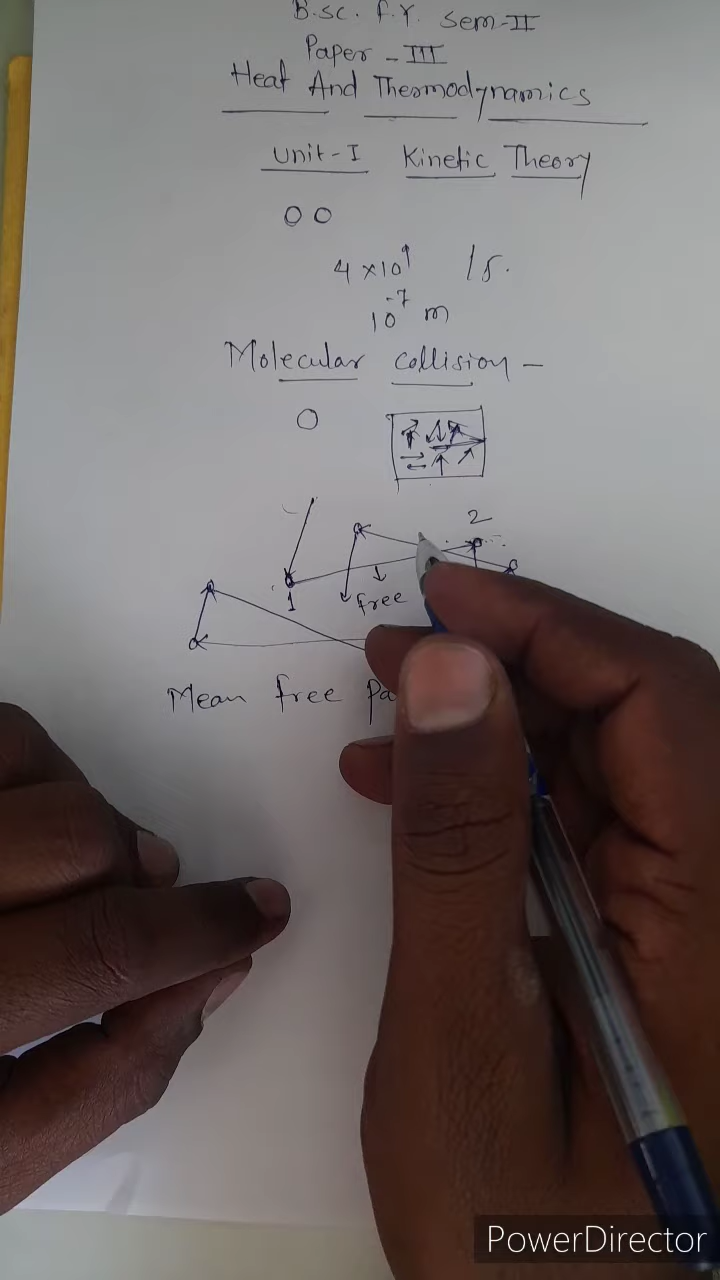 B.Sc. F.Y. Sem-II
Paper - III
Heat And Thermodynamics
Unit-I Kinetic Theory
4 × 10⁹ /s.
10⁻⁷ m
Molecular Collision -
2
1
free
Mean free Pa
PowerDirector